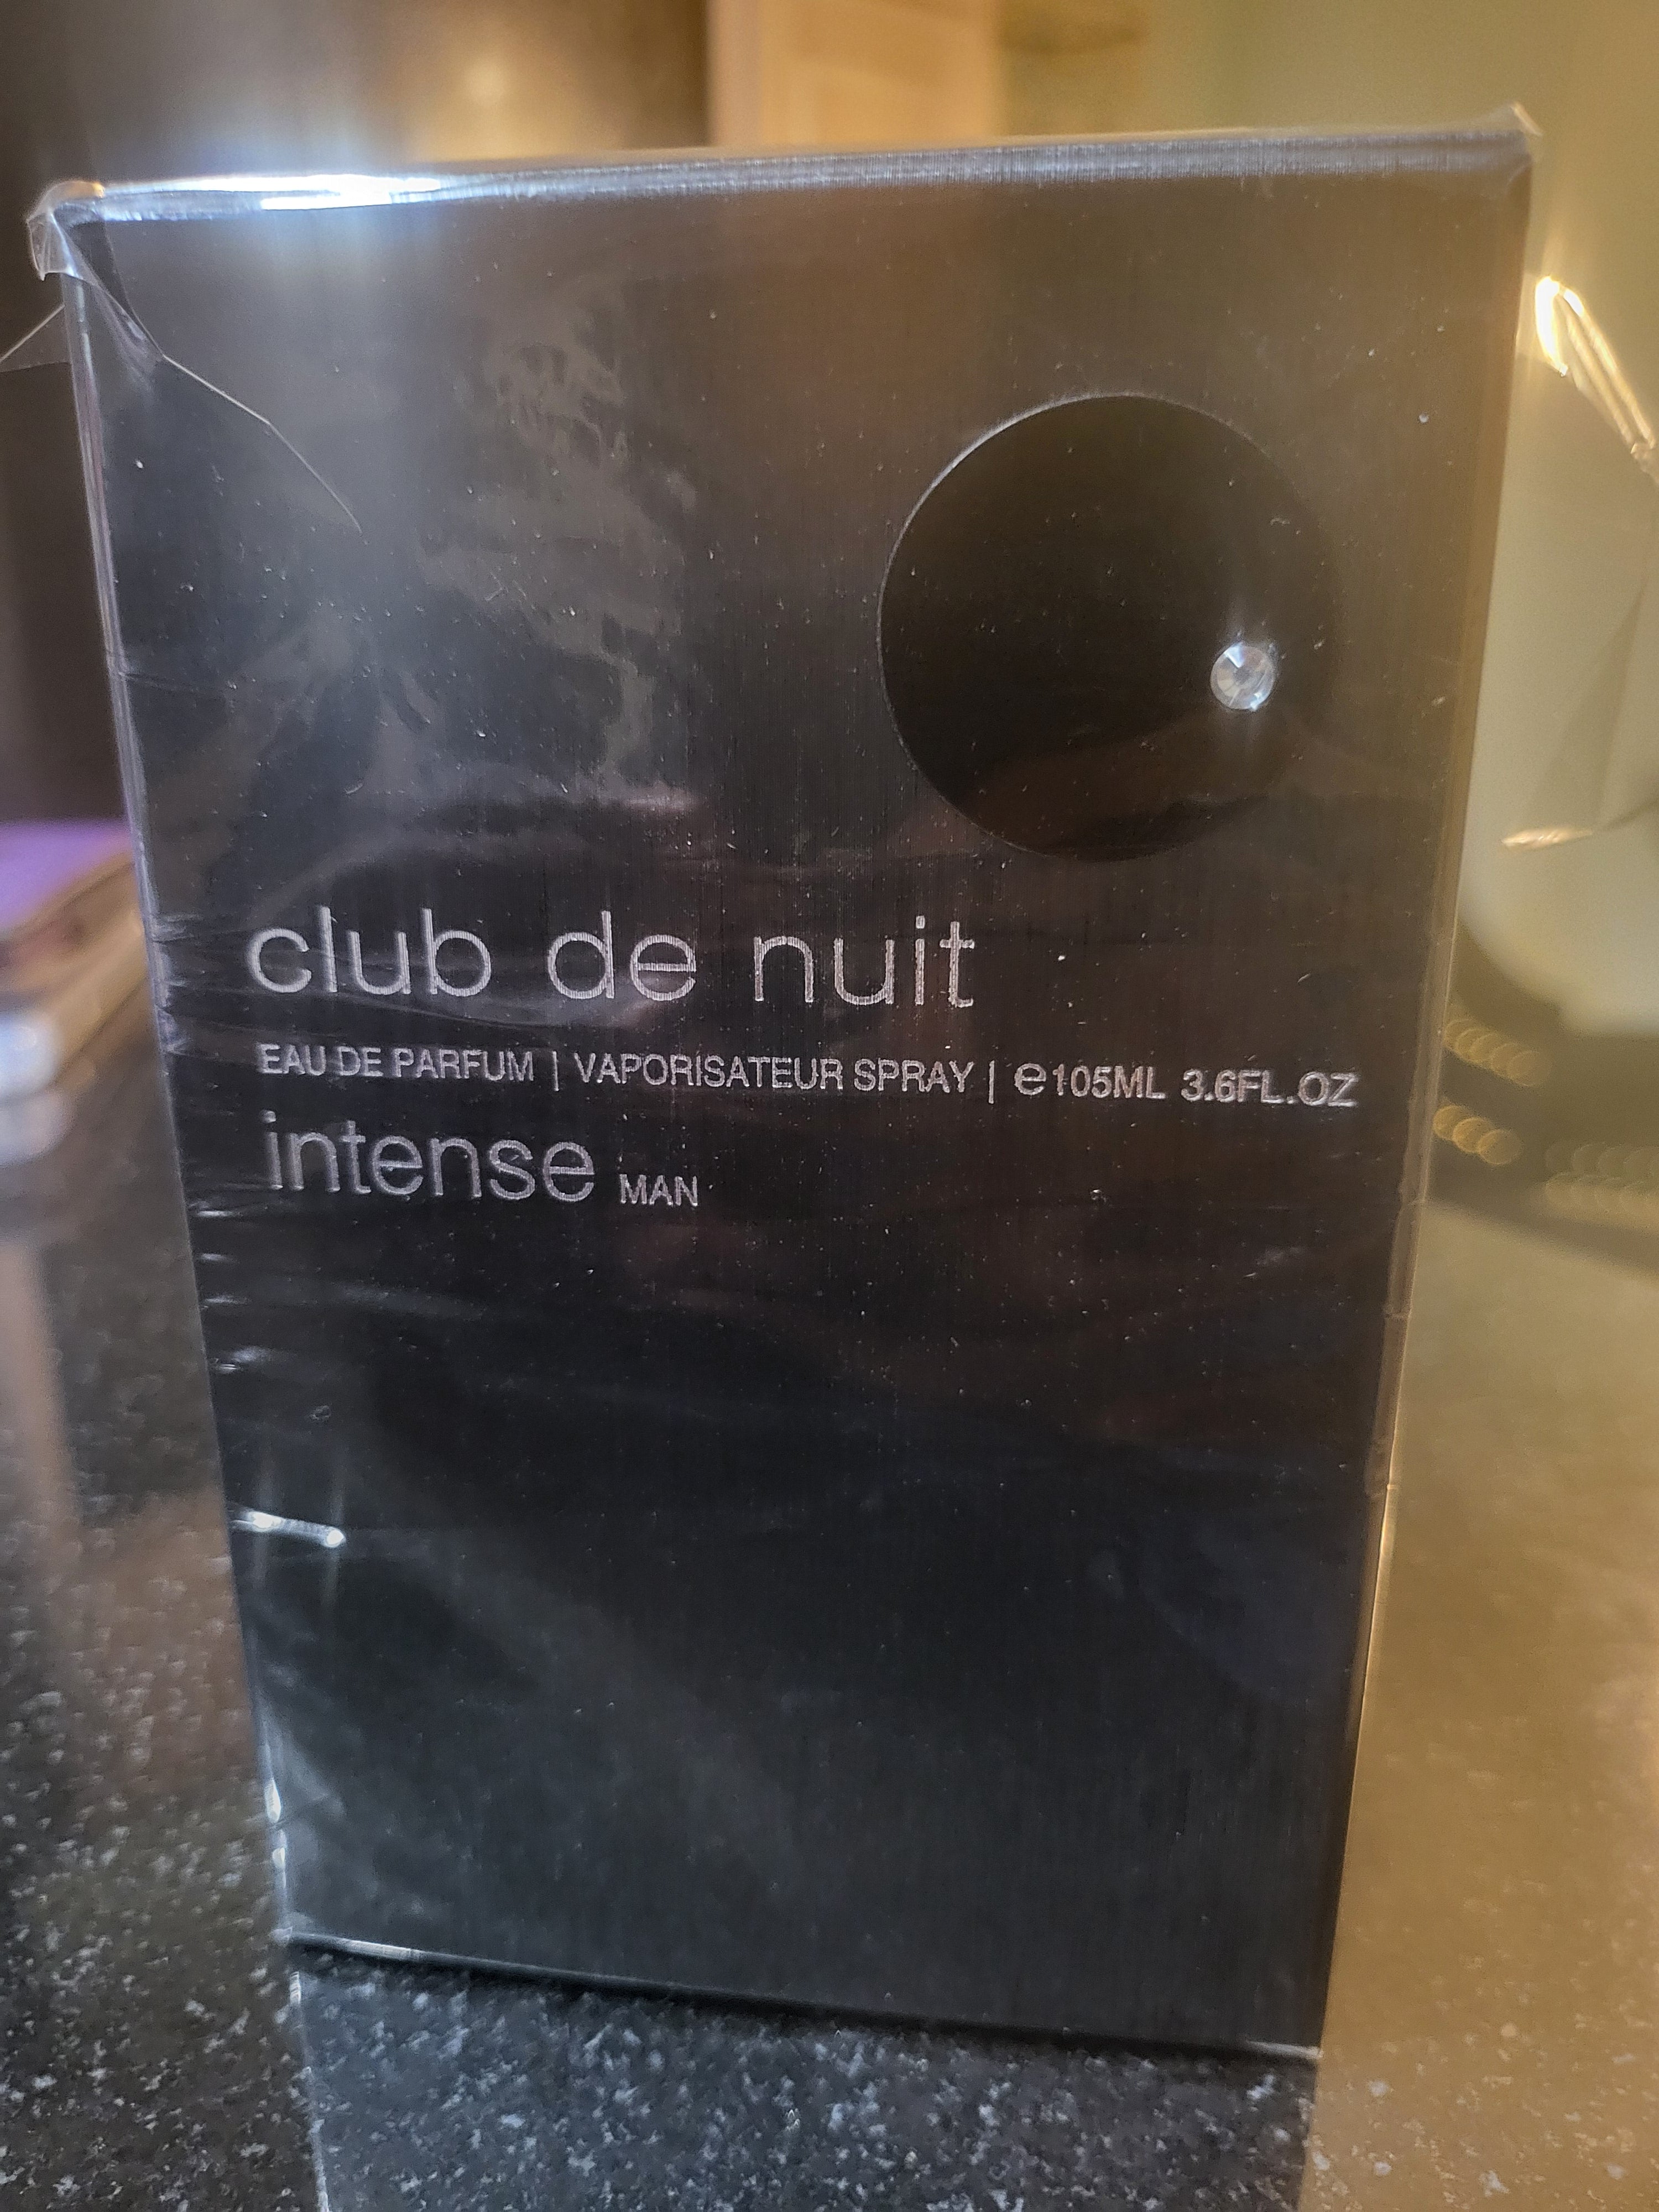 club de nuit
EAU DE PARFUM | VAPORISATEUR SPRAY | ℮105ML 3.6FL.OZ
intense MAN